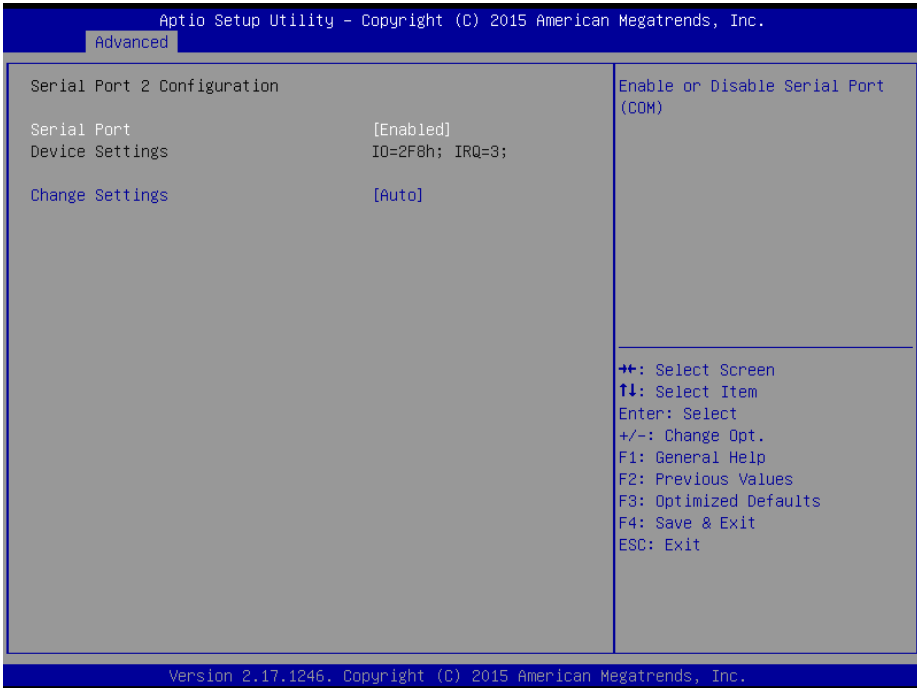 Aptio Setup Utility – Copyright (C) 2015 American Megatrends, Inc.
Advanced
Serial Port 2 Configuration
Serial Port [Enabled]
Device Settings IO=2F8h; IRQ=3;
Change Settings [Auto]
Enable or Disable Serial Port
(COM)
→←: Select Screen
↑↓: Select Item
Enter: Select
+/-: Change Opt.
F1: General Help
F2: Previous Values
F3: Optimized Defaults
F4: Save & Exit
ESC: Exit
Version 2.17.1246. Copyright (C) 2015 American Megatrends, Inc.